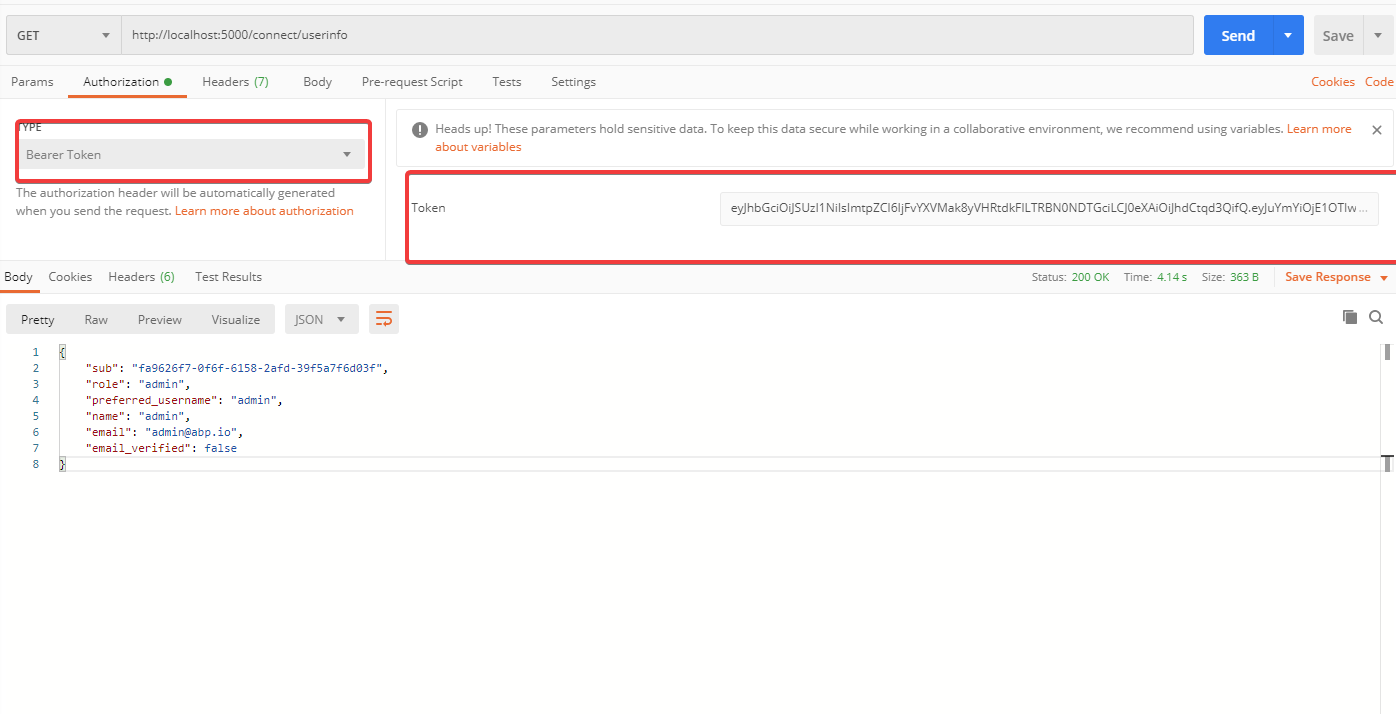 GET http://localhost:5000/connect/userinfo Send Save
Params Authorization Headers (7) Body Pre-request Script Tests Settings Cookies Code
TYPE
Bearer Token
The authorization header will be automatically generated
when you send the request. Learn more about authorization
Heads up! These parameters hold sensitive data. To keep this data secure while working in a collaborative environment, we recommend using variables. Learn more
about variables
Token
Body Cookies Headers (6) Test Results Status: 200 OK Time: 4.14 s Size: 363 B Save Response
Pretty Raw Preview Visualize JSON
1 {
2 "sub": "fa9626f7-0f6f-6158-2afd-39f5a7f6d03f",
3 "role": "admin",
4 "preferred_username": "admin",
5 "name": "admin",
6 "email": "admin@abp.io",
7 "email_verified": false
8 }